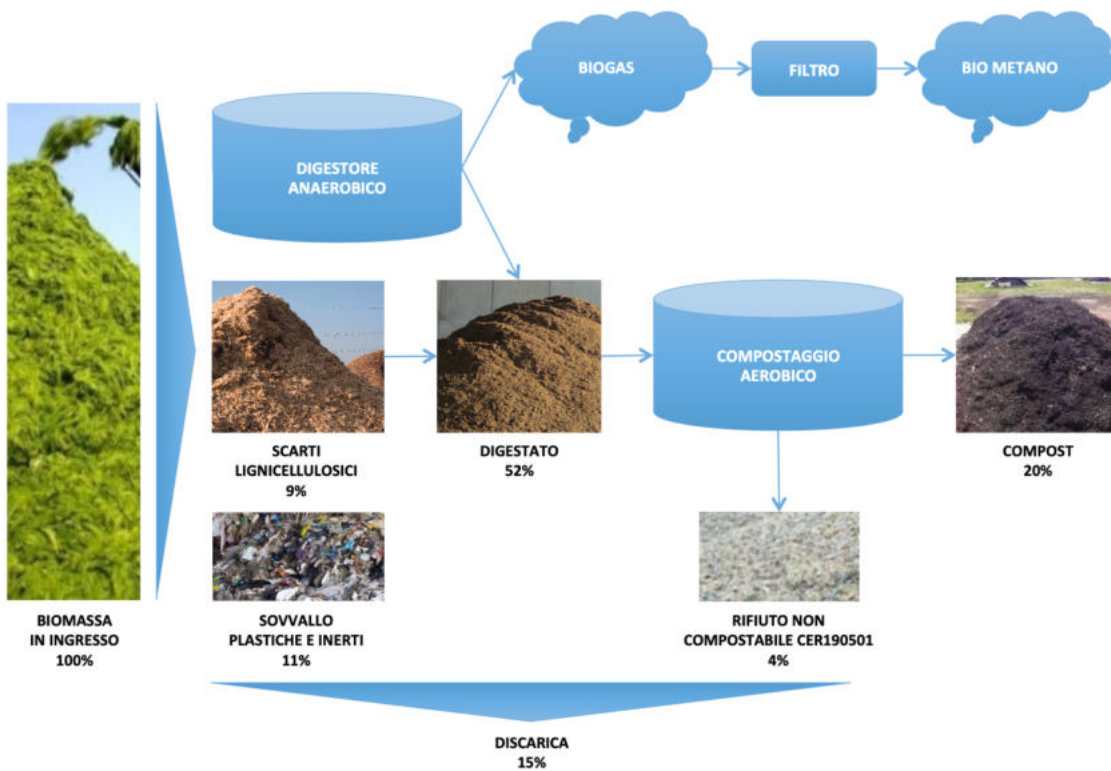 BIOGAS
FILTRO
BIO METANO
DIGESTORE
ANAEROBICO
COMPOSTAGGIO
AEROBICO
SCARTI
LIGNICELLULOSICI
9%
DIGESTATO
52%
COMPOST
20%
BIOMASSA
IN INGRESSO
100%
SOVVALLO
PLASTICHE E INERTI
11%
RIFIUTO NON
COMPOSTABILE CER190501
4%
DISCARICA
15%